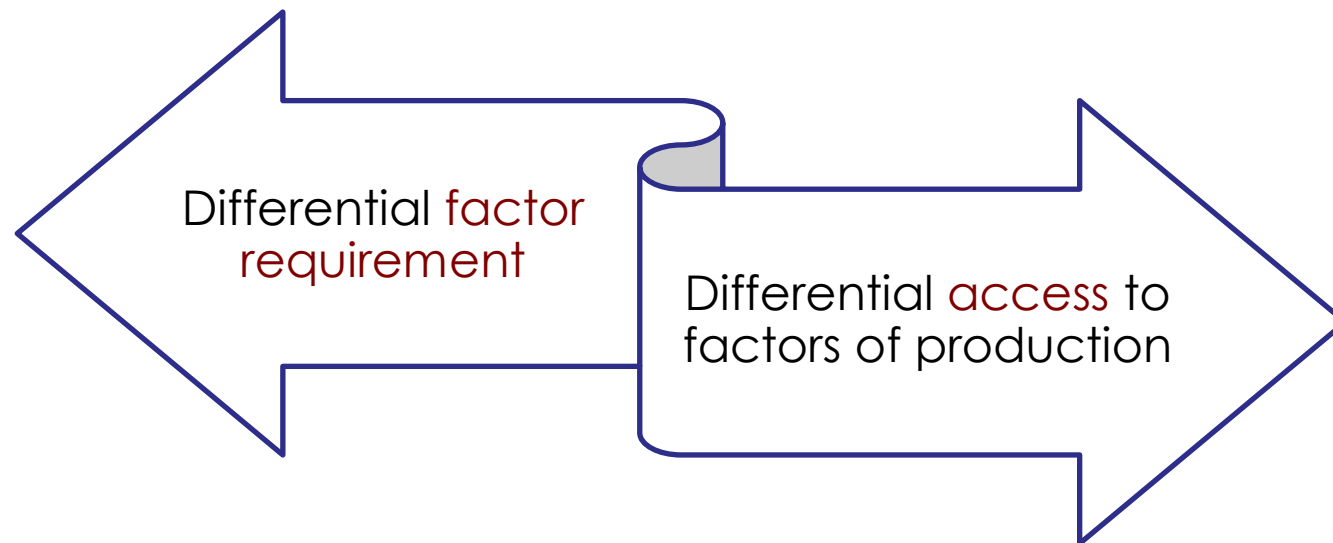 Differential factor
requirement
Differential access to
factors of production